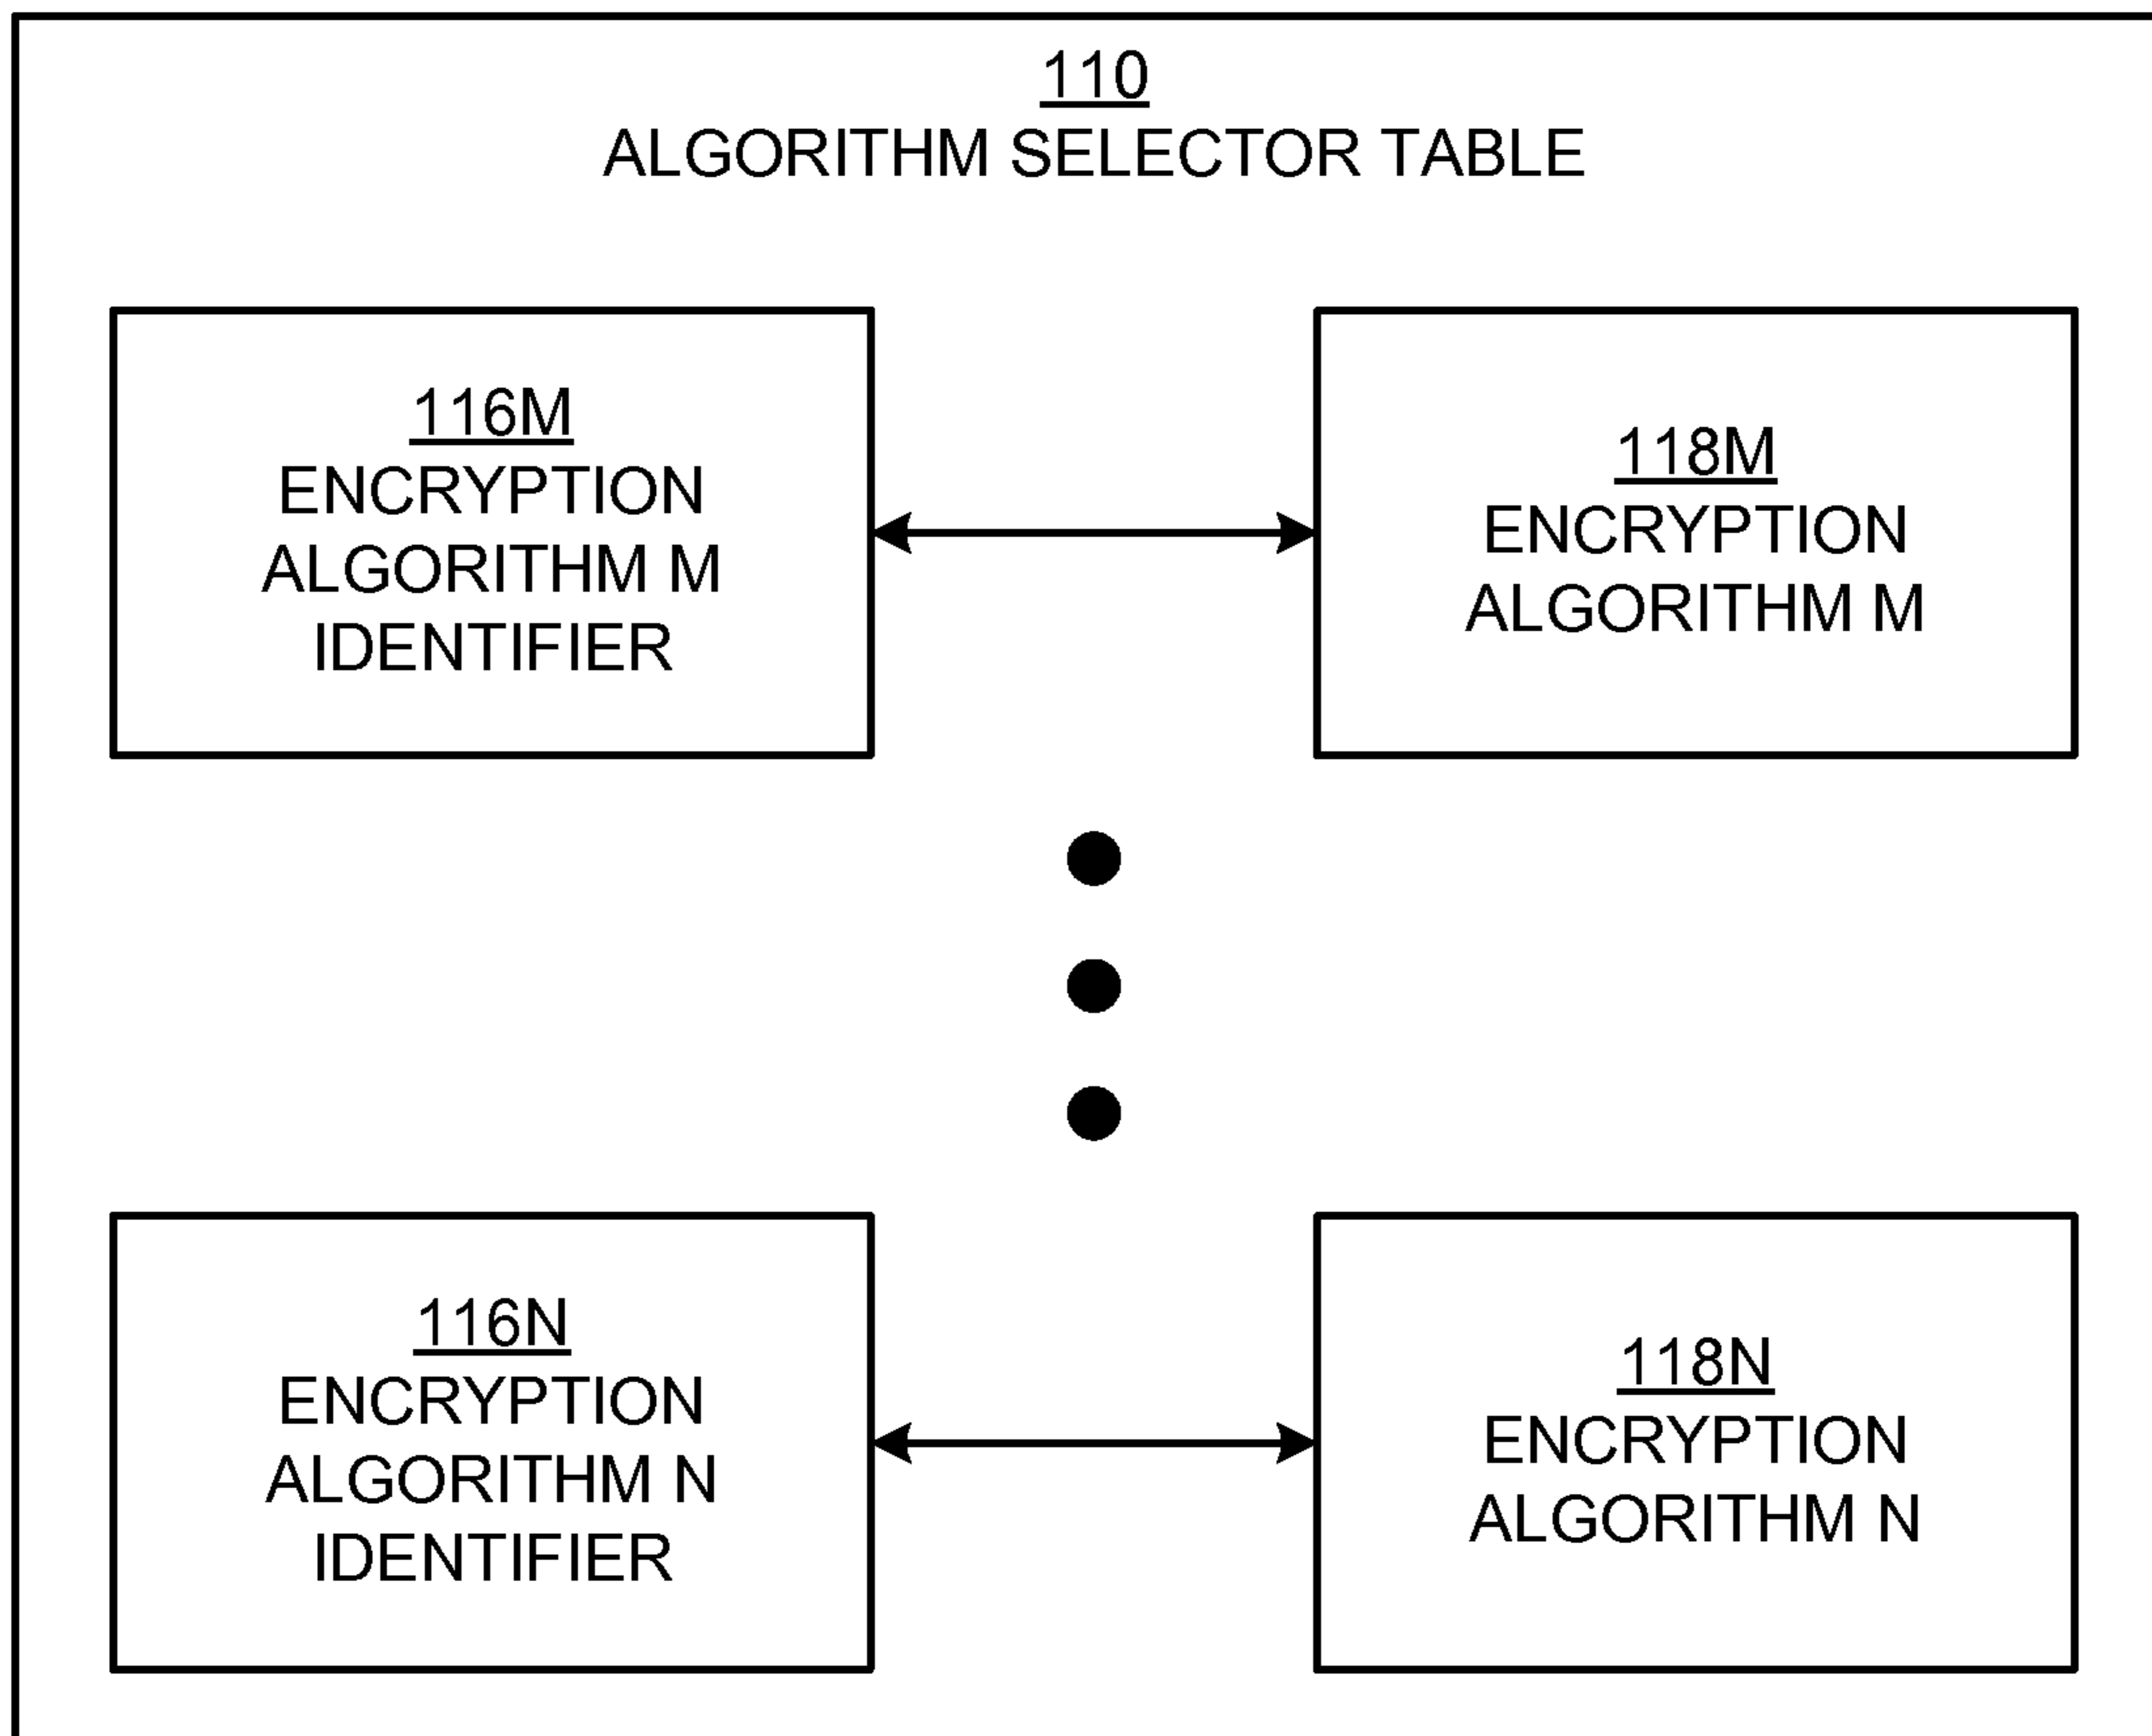 110
ALGORITHM SELECTOR TABLE
116M
ENCRYPTION
ALGORITHM M
IDENTIFIER
118M
ENCRYPTION
ALGORITHM M
116N
ENCRYPTION
ALGORITHM N
IDENTIFIER
118N
ENCRYPTION
ALGORITHM N